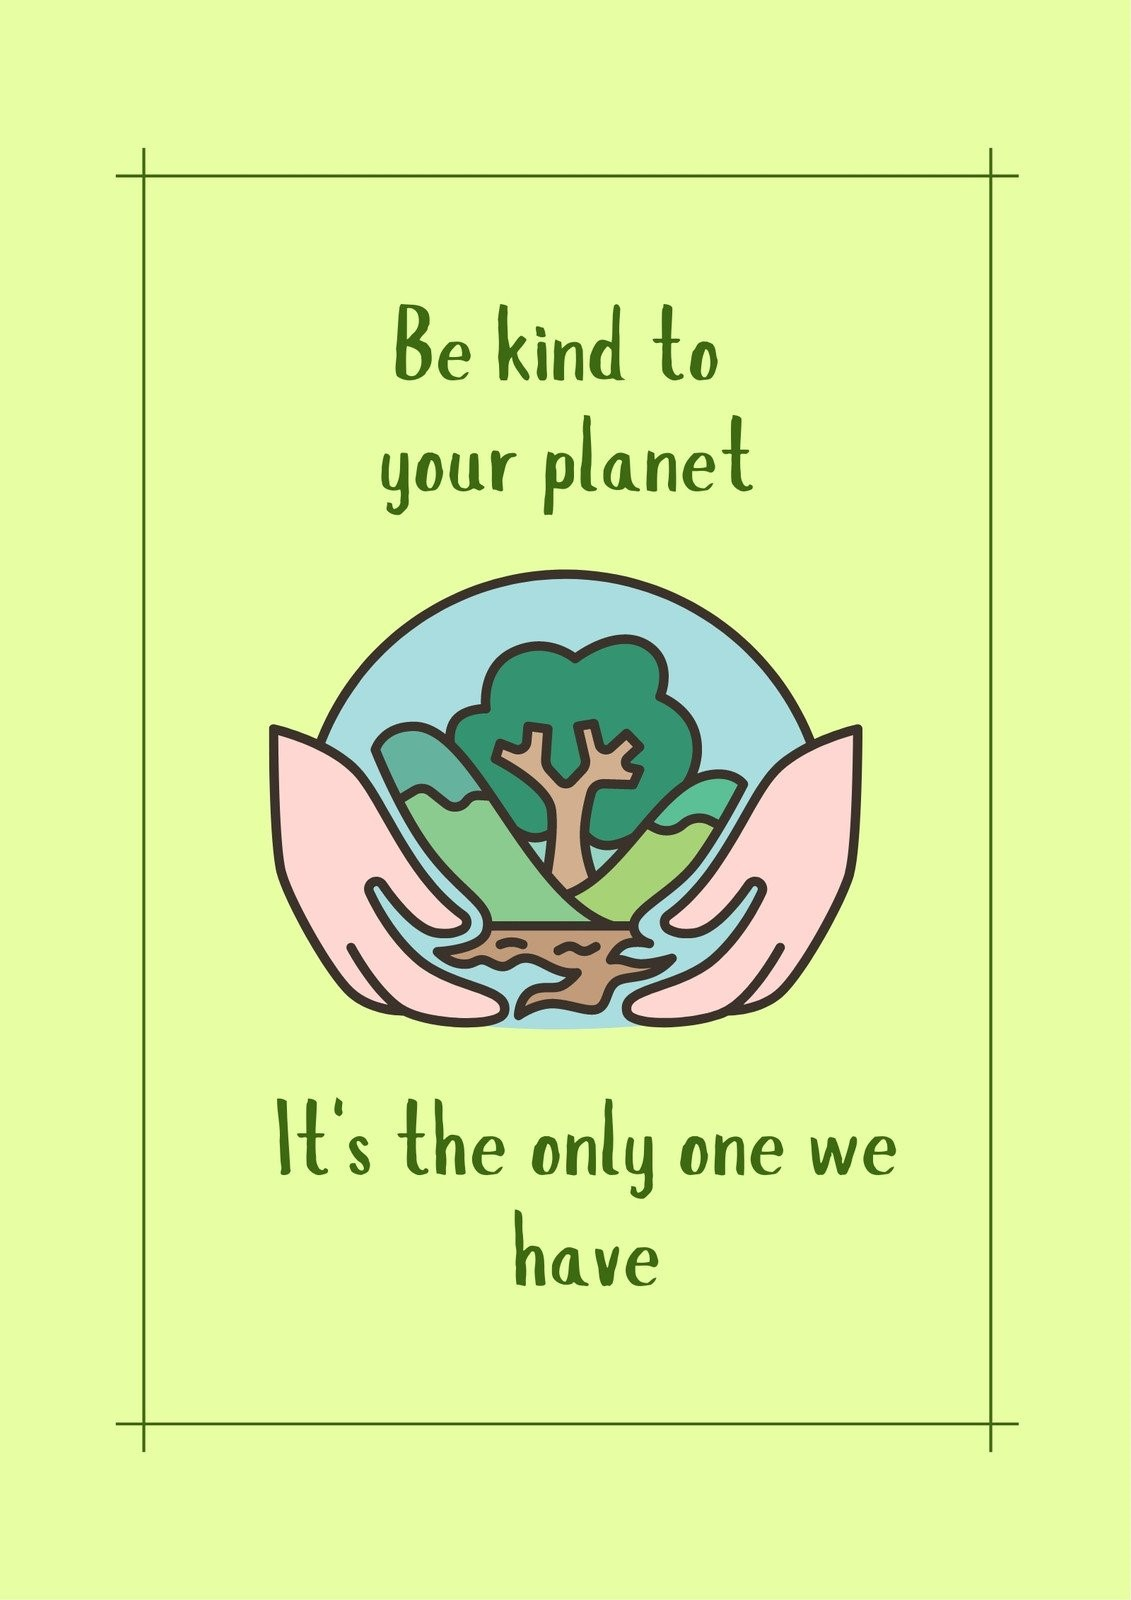 Be kind to
your planet
It's the only one we
have